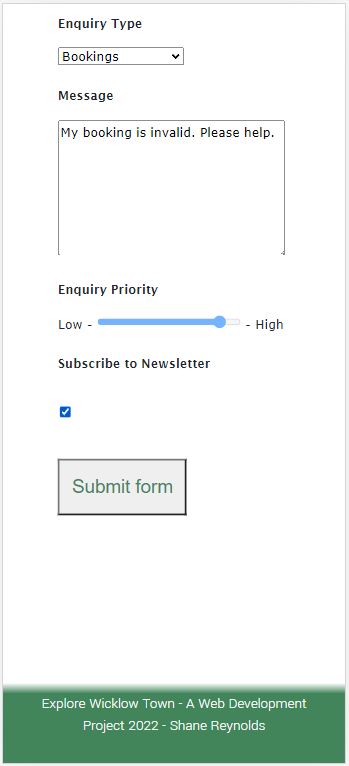 Enquiry Type
Bookings
Message
My booking is invalid. Please help.
Enquiry Priority
Low - - High
Subscribe to Newsletter
Submit form
Explore Wicklow Town - A Web Development
Project 2022 - Shane Reynolds